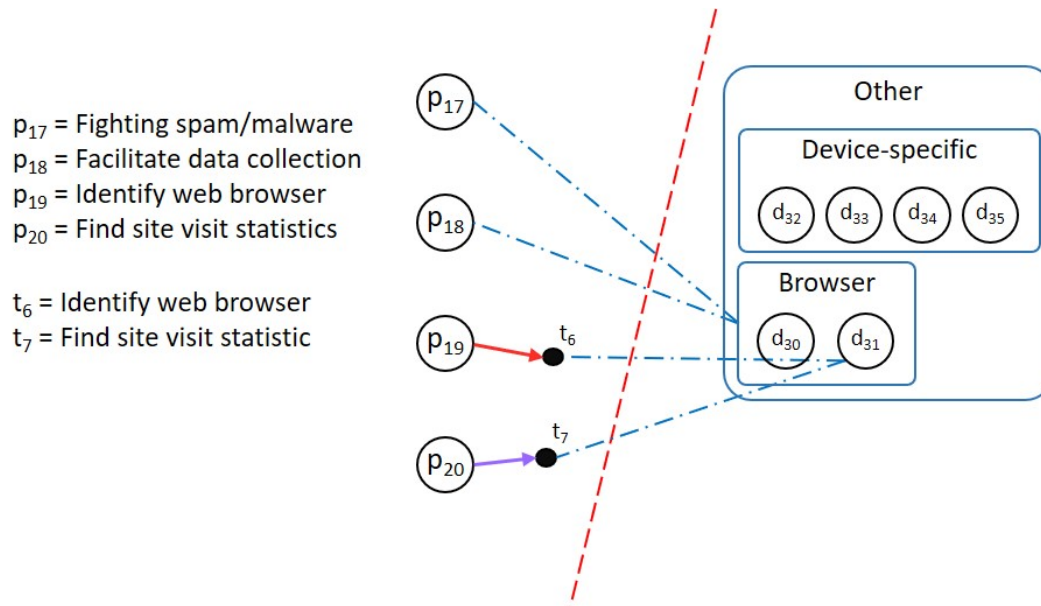 p₁₇ = Fighting spam/malware
p₁₈ = Facilitate data collection
p₁₉ = Identify web browser
p₂₀ = Find site visit statistics
t₆ = Identify web browser
t₇ = Find site visit statistic
p₁₇
p₁₈
p₁₉
t₆
p₂₀
t₇
Other
Device-specific
d₃₂ d₃₃ d₃₄ d₃₅
Browser
d₃₀ d₃₁